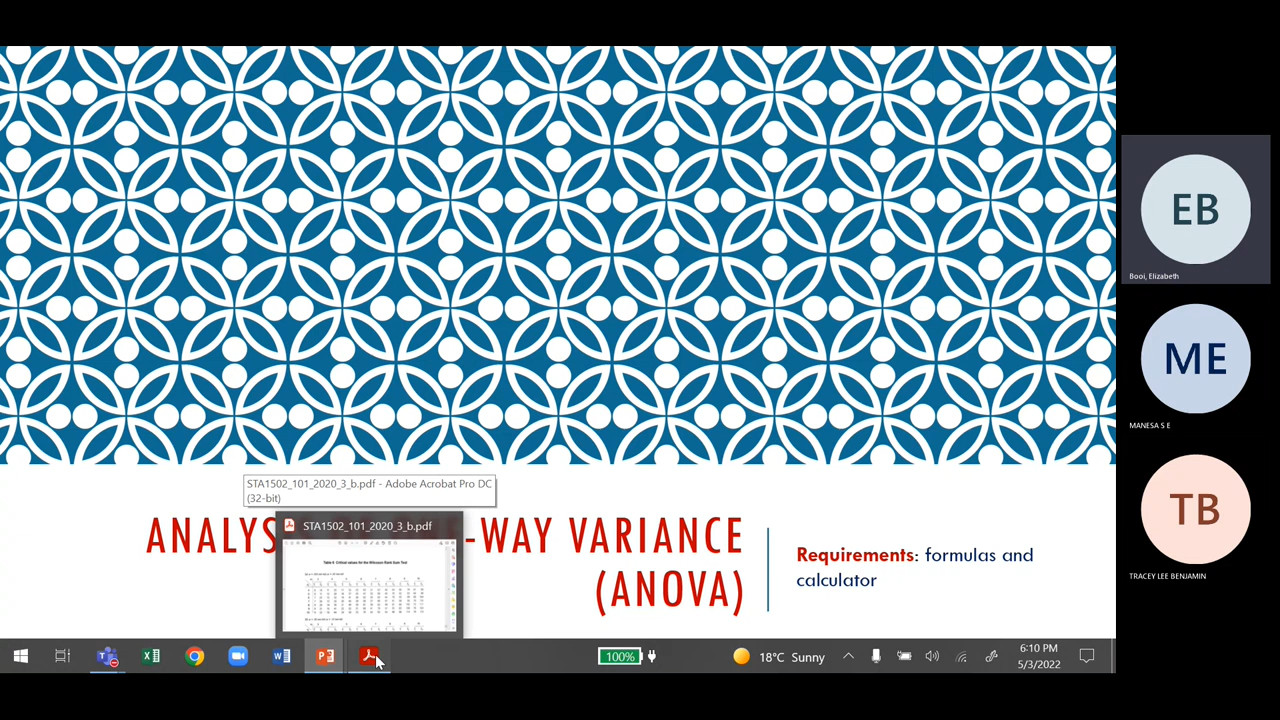 EB
Booi, Elizabeth
ME
MANESA S E
TB
TRACEY LEE BENJAMIN
STA1502_101_2020_3_b.pdf - Adobe Acrobat Pro DC
(32-bit)
STA1502_101_2020_3_b.pdf
ANALYS
-WAY VARIANCE
(ANOVA)
Requirements: formulas and
calculator
100%
18°C Sunny
6:10 PM
5/3/2022